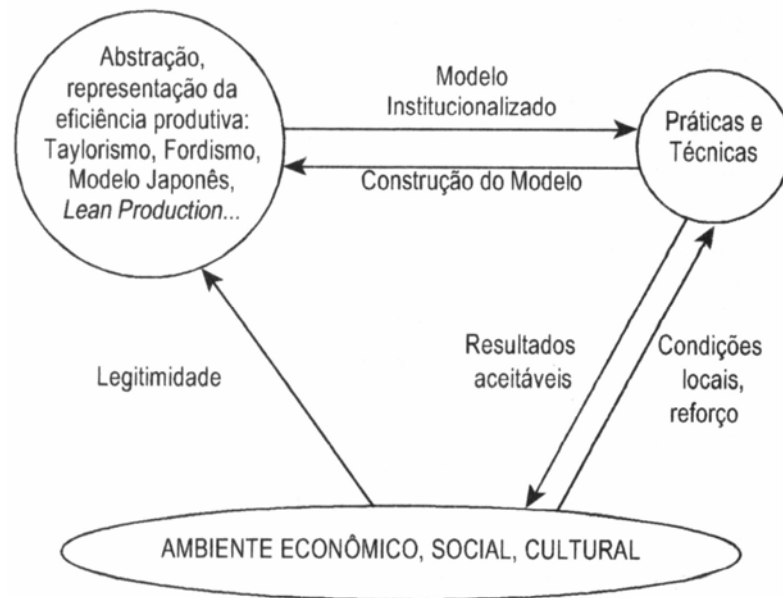 Abstração,
representação da
eficiência produtiva:
Taylorismo, Fordismo,
Modelo Japonês,
Lean Production...
Modelo
Institucionalizado
Construção do Modelo
Práticas e
Técnicas
Legitimidade
Resultados
aceitáveis
Condições
locais,
reforço
AMBIENTE ECONÔMICO, SOCIAL, CULTURAL